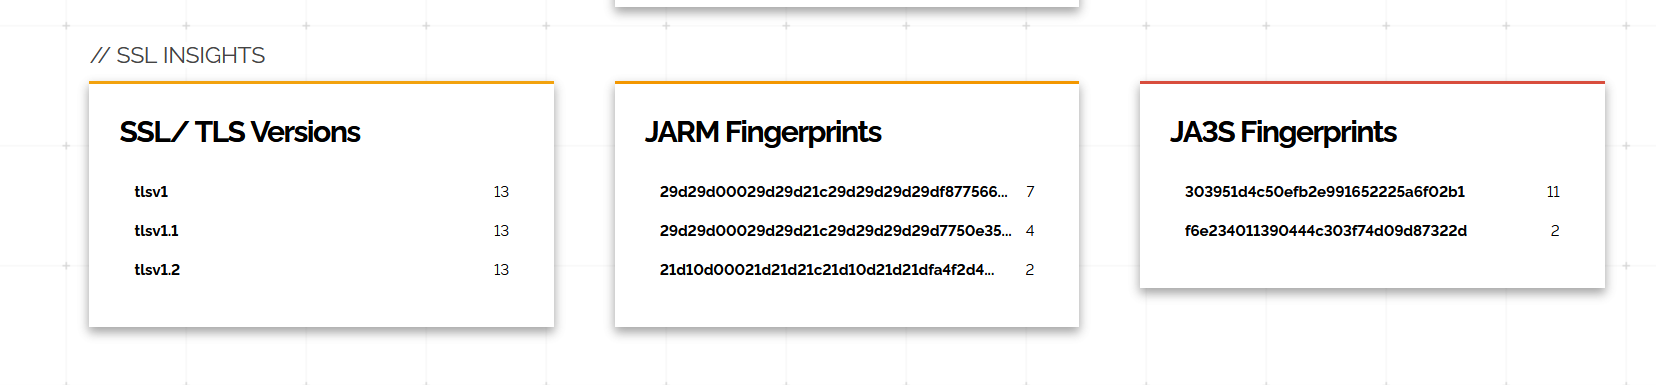 // SSL INSIGHTS
SSL/ TLS Versions
tlsv1 13
tlsv1.1 13
tlsv1.2 13
JARM Fingerprints
29d29d00029d29d21c29d29d29d29df877566... 7
29d29d00029d29d21c29d29d29d29d7750e35... 4
21d10d00021d21d21c21d10d21d21dfa4f2d4... 2
JA3S Fingerprints
303951d4c50efb2e991652225a6f02b1 11
f6e234011390444c303f74d09d87322d 2